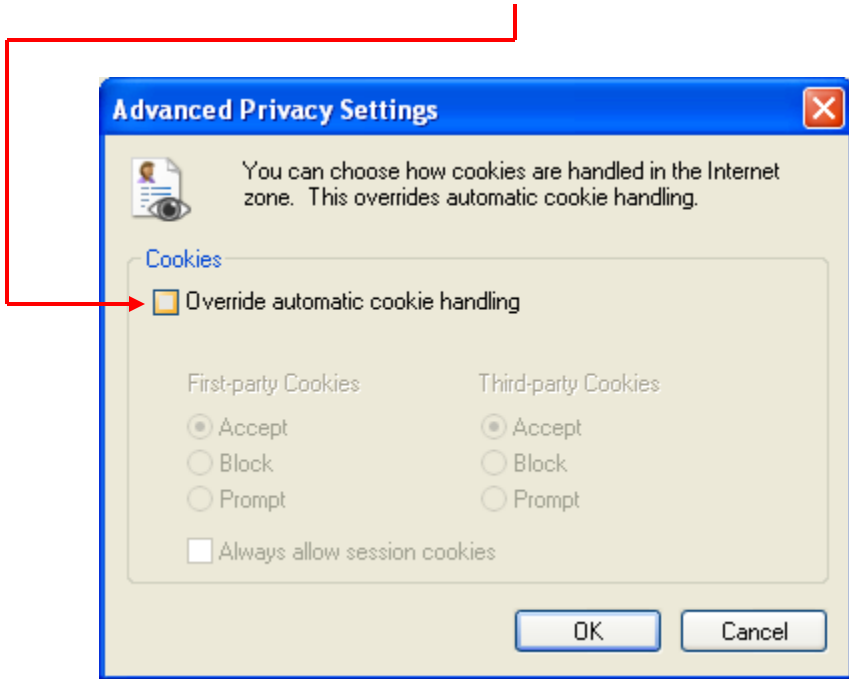 Advanced Privacy Settings
You can choose how cookies are handled in the Internet
zone. This overrides automatic cookie handling.
Cookies
Override automatic cookie handling
First-party Cookies
Third-party Cookies
Accept
Accept
Block
Block
Prompt
Prompt
Always allow session cookies
OK
Cancel